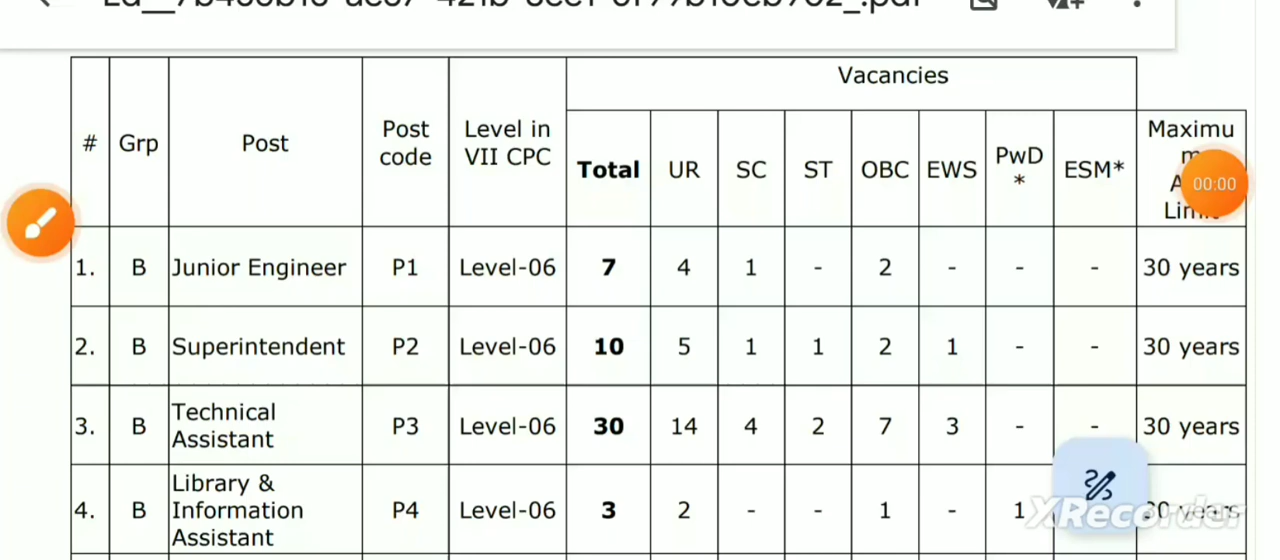 Vacancies
# Grp Post Post code Level in VII CPC Total UR SC ST OBC EWS PwD * ESM* Maximu m
00:00
1. B Junior Engineer P1 Level-06 7 4 1 - 2 - - - 30 years
2. B Superintendent P2 Level-06 10 5 1 1 2 1 - - 30 years
3. B Technical Assistant P3 Level-06 30 14 4 2 7 3 - - 30 years
4. B Library & Information Assistant P4 Level-06 3 2 - - 1 - 1 years
XRecorder